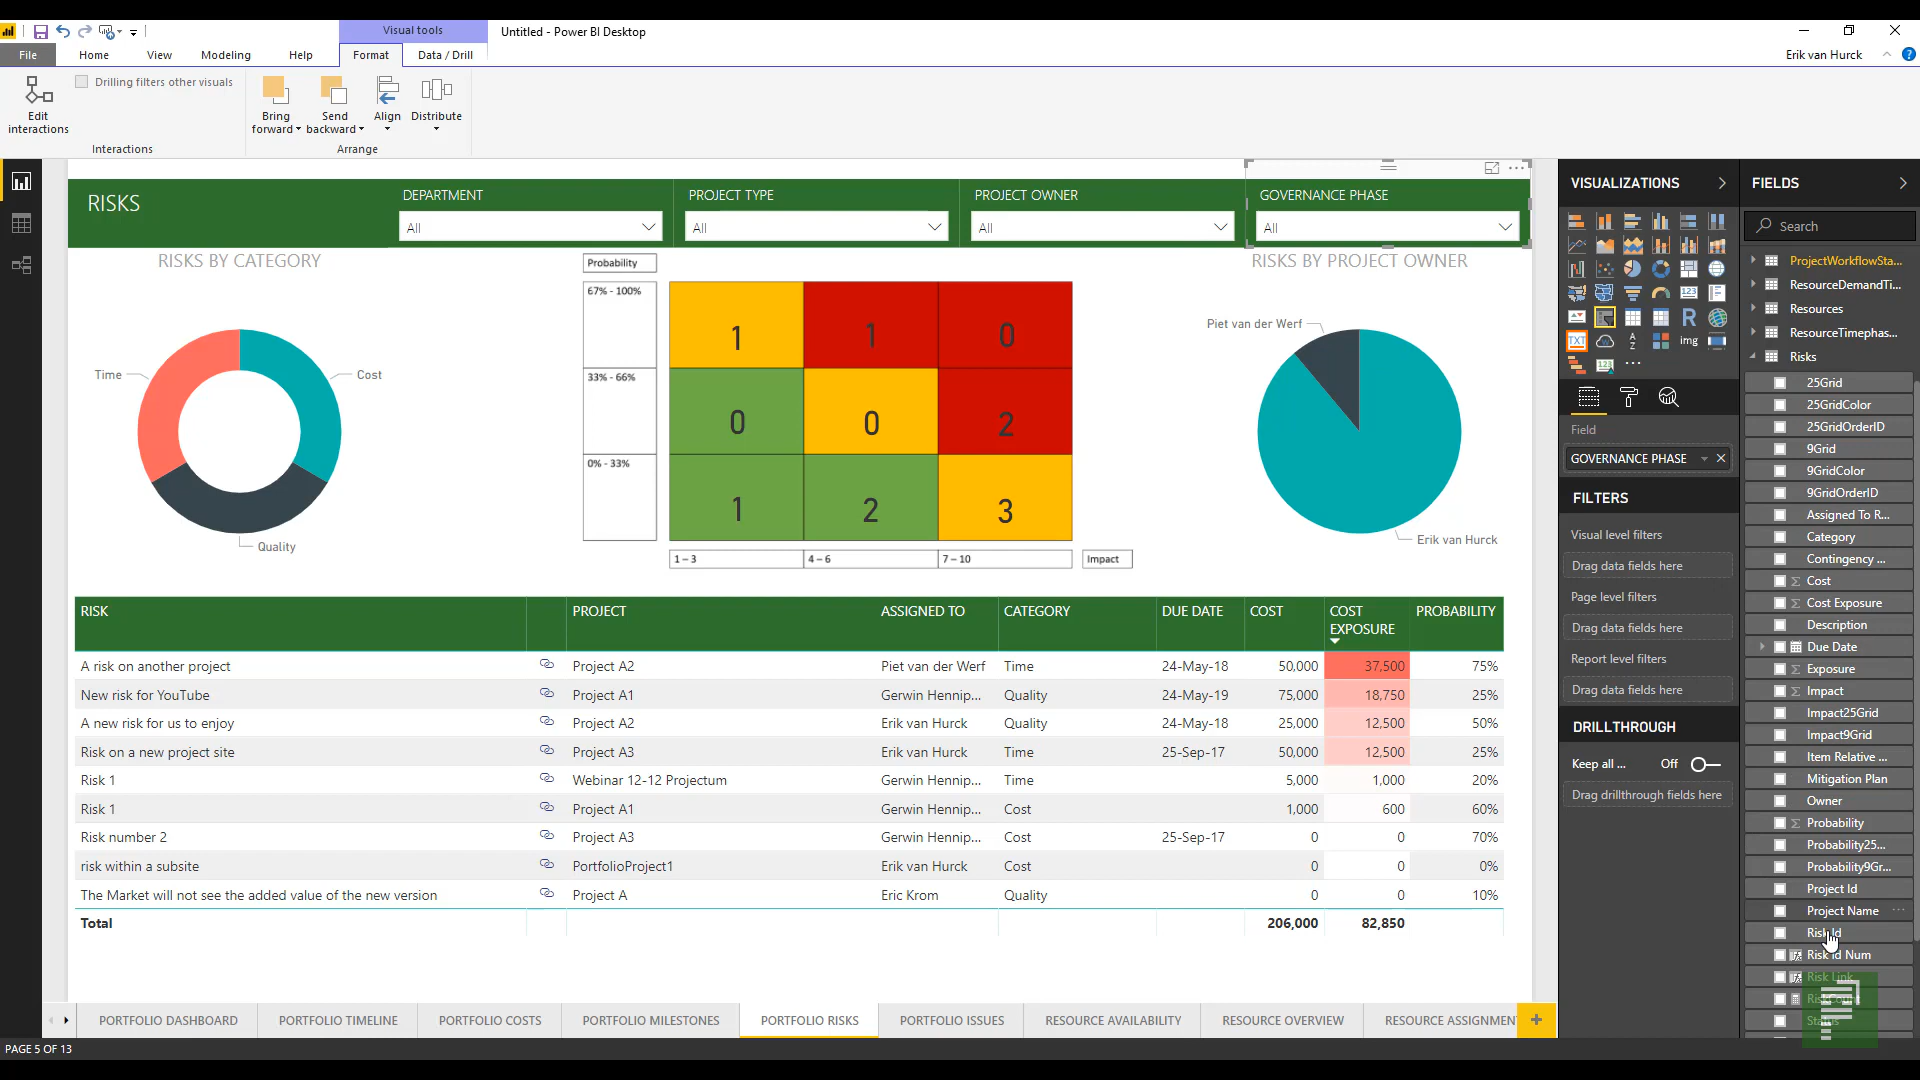 Visual tools
Untitled - Power BI Desktop
File
Home
View
Modeling
Help
Format
Data / Drill
Erik van Hurck
Edit interactions
Drilling filters other visuals
Bring forward
Send backward
Align
Distribute
Interactions
Arrange
RISKS
DEPARTMENT
All
PROJECT TYPE
All
PROJECT OWNER
All
GOVERNANCE PHASE
All
RISKS BY CATEGORY
Time
Cost
Quality
Probability
67% - 100%
33% - 66%
0% - 33%
1 1 0
0 0 2
1 2 3
1 – 3
4 – 6
7 – 10
Impact
RISKS BY PROJECT OWNER
Piet van der Werf
Erik van Hurck
RISK PROJECT ASSIGNED TO CATEGORY DUE DATE COST COST EXPOSURE PROBABILITY
A risk on another project Project A2 Piet van der Werf Time 24-May-18 50,000 37,500 75%
New risk for YouTube Project A1 Gerwin Hennip... Quality 24-May-19 75,000 18,750 25%
A new risk for us to enjoy Project A2 Erik van Hurck Quality 24-May-18 25,000 12,500 50%
Risk on a new project site Project A3 Erik van Hurck Time 25-Sep-17 50,000 12,500 25%
Risk 1 Webinar 12-12 Projectum Gerwin Hennip... Time 5,000 1,000 20%
Risk 1 Project A1 Gerwin Hennip... Cost 1,000 600 60%
Risk number 2 Project A3 Gerwin Hennip... Cost 25-Sep-17 0 0 70%
risk within a subsite PortfolioProject1 Erik van Hurck Cost 0 0 0%
The Market will not see the added value of the new version Project A Eric Krom Quality 0 0 10%
Total 206,000 82,850
PORTFOLIO DASHBOARD
PORTFOLIO TIMELINE
PORTFOLIO COSTS
PORTFOLIO MILESTONES
PORTFOLIO RISKS
PORTFOLIO ISSUES
RESOURCE AVAILABILITY
RESOURCE OVERVIEW
RESOURCE ASSIGNMEN
PAGE 5 OF 13
VISUALIZATIONS
R
TXT
img
Field
GOVERNANCE PHASE
FILTERS
Visual level filters
Drag data fields here
Page level filters
Drag data fields here
Report level filters
Drag data fields here
DRILLTHROUGH
Keep all ... Off
Drag drillthrough fields here
FIELDS
Search
ProjectWorkflowSta...
ResourceDemandTi...
Resources
ResourceTimephas...
Risks
25Grid
25GridColor
25GridOrderID
9Grid
9GridColor
9GridOrderID
Assigned To R...
Category
Contingency ...
Cost
Cost Exposure
Description
Due Date
Exposure
Impact
Impact25Grid
Impact9Grid
Item Relative ...
Mitigation Plan
Owner
Probability
Probability25...
Probability9Gr...
Project Id
Project Name
Risk Id
Risk Id Num
Risk Link